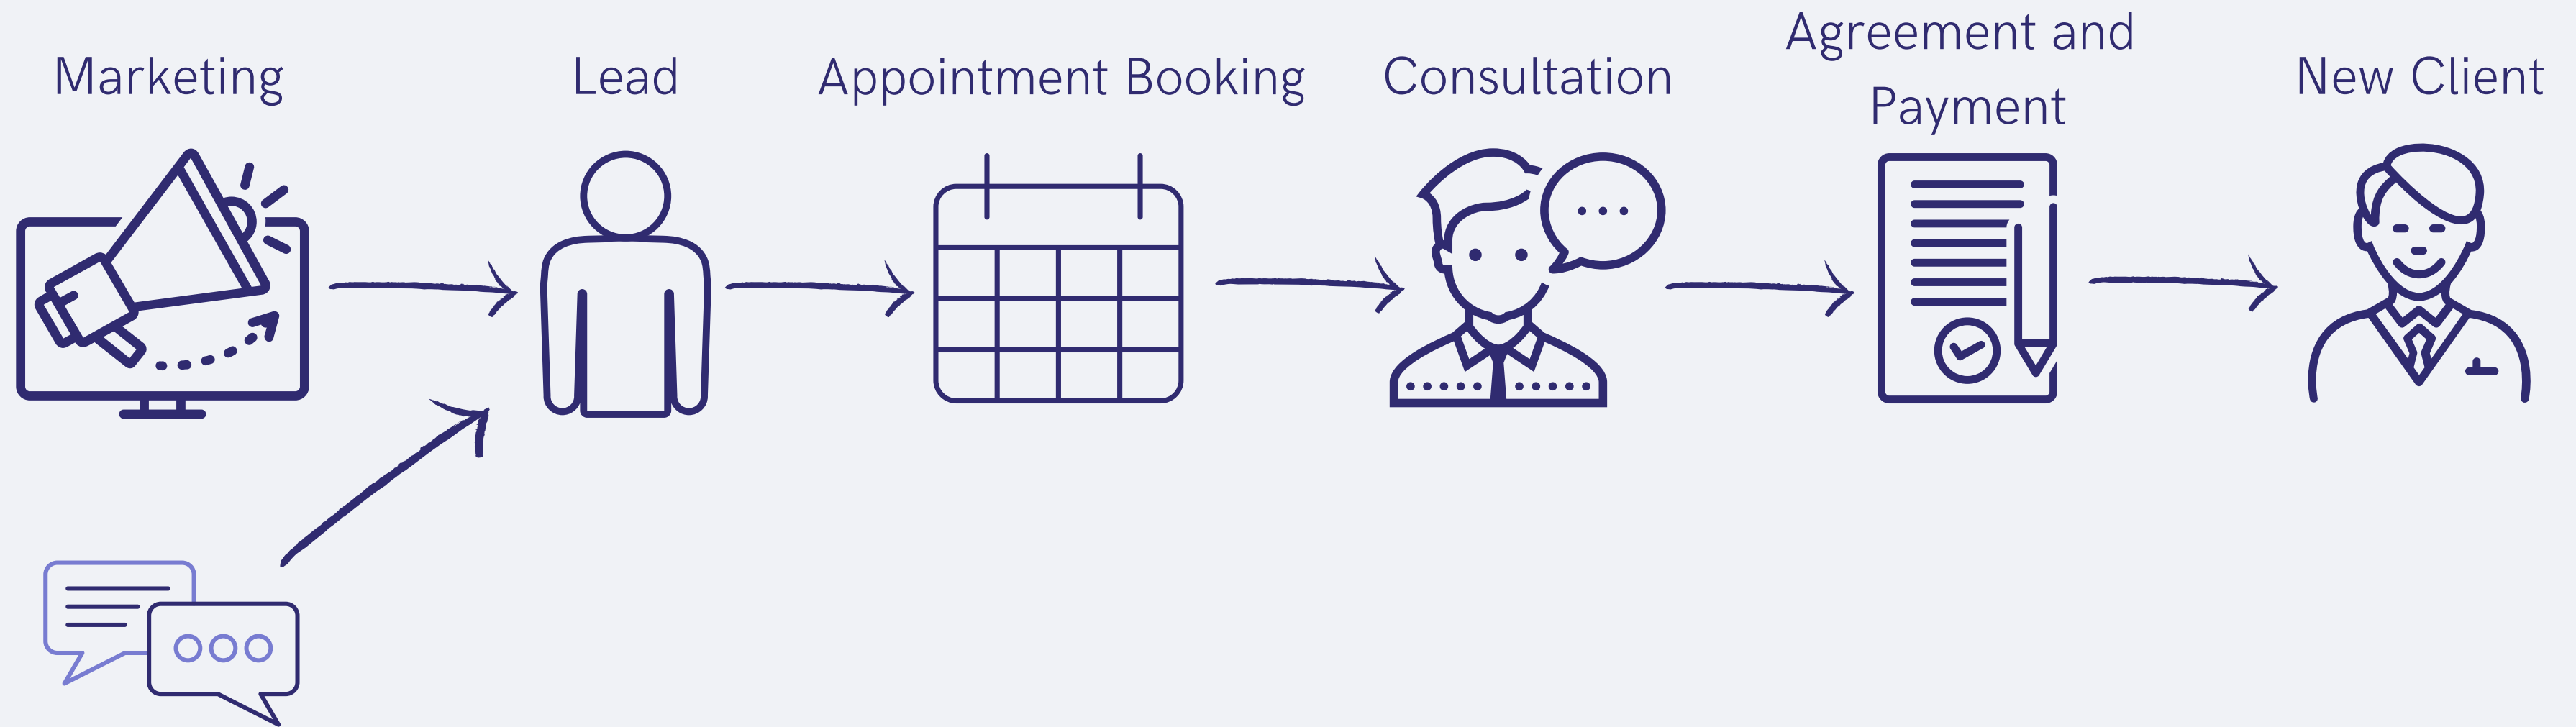 Marketing
Lead
Appointment Booking
Consultation
Agreement and
Payment
New Client